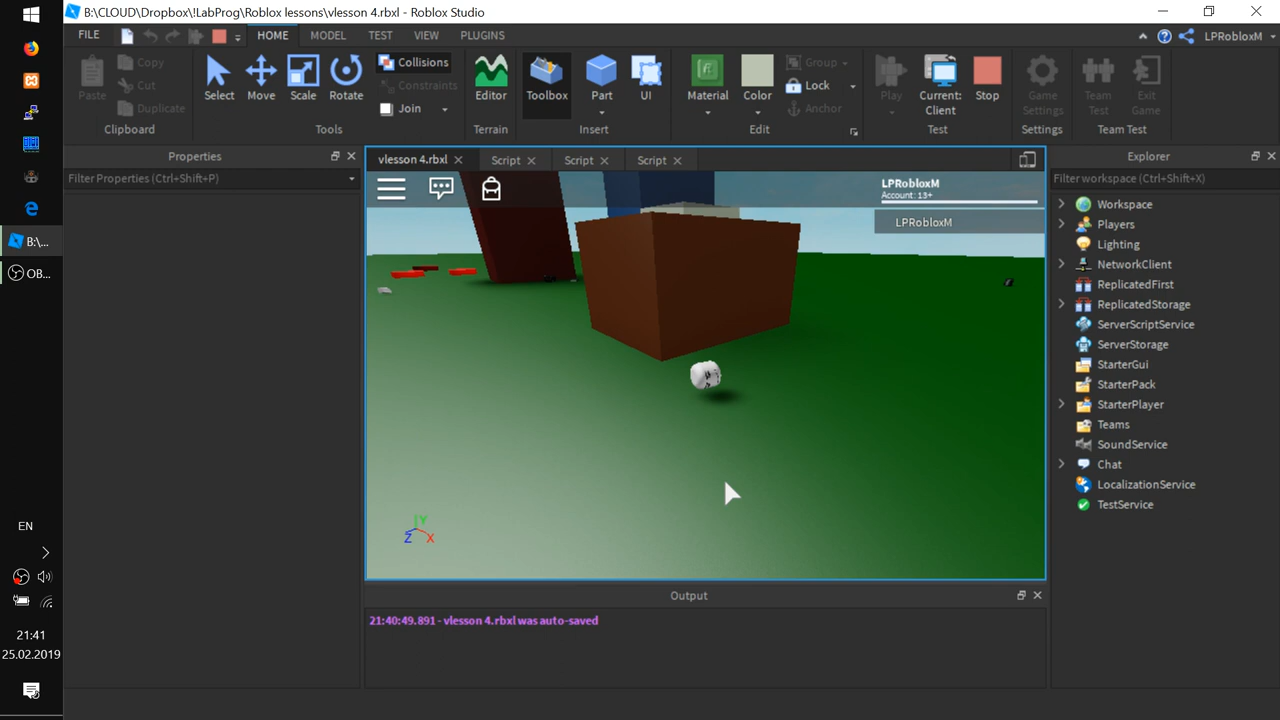 B:\CLOUD\Dropbox\!LabProg\Roblox lessons\vlesson 4.rbxl - Roblox Studio
FILE HOME MODEL TEST VIEW PLUGINS LPRobloxM
Paste Copy Cut Duplicate
Clipboard
Select Move Scale Rotate Collisions Constraints Join
Tools
Editor
Terrain
Toolbox Part UI
Insert
Material Color Group Lock Anchor
Edit
Play Current: Client Stop
Test
Game Settings
Settings
Team Test Exit Game
Team Test
Properties
Filter Properties (Ctrl+Shift+P)
vlesson 4.rbxl Script Script Script
LPRobloxM
Account: 13+
LPRobloxM
Y
Z X
Output
21:40:49.891 - vlesson 4.rbxl was auto-saved
Explorer
Filter workspace (Ctrl+Shift+X)
Workspace
Players
Lighting
NetworkClient
ReplicatedFirst
ReplicatedStorage
ServerScriptService
ServerStorage
StarterGui
StarterPack
StarterPlayer
Teams
SoundService
Chat
LocalizationService
TestService
B:\...
OB...
EN
21:41
25.02.2019